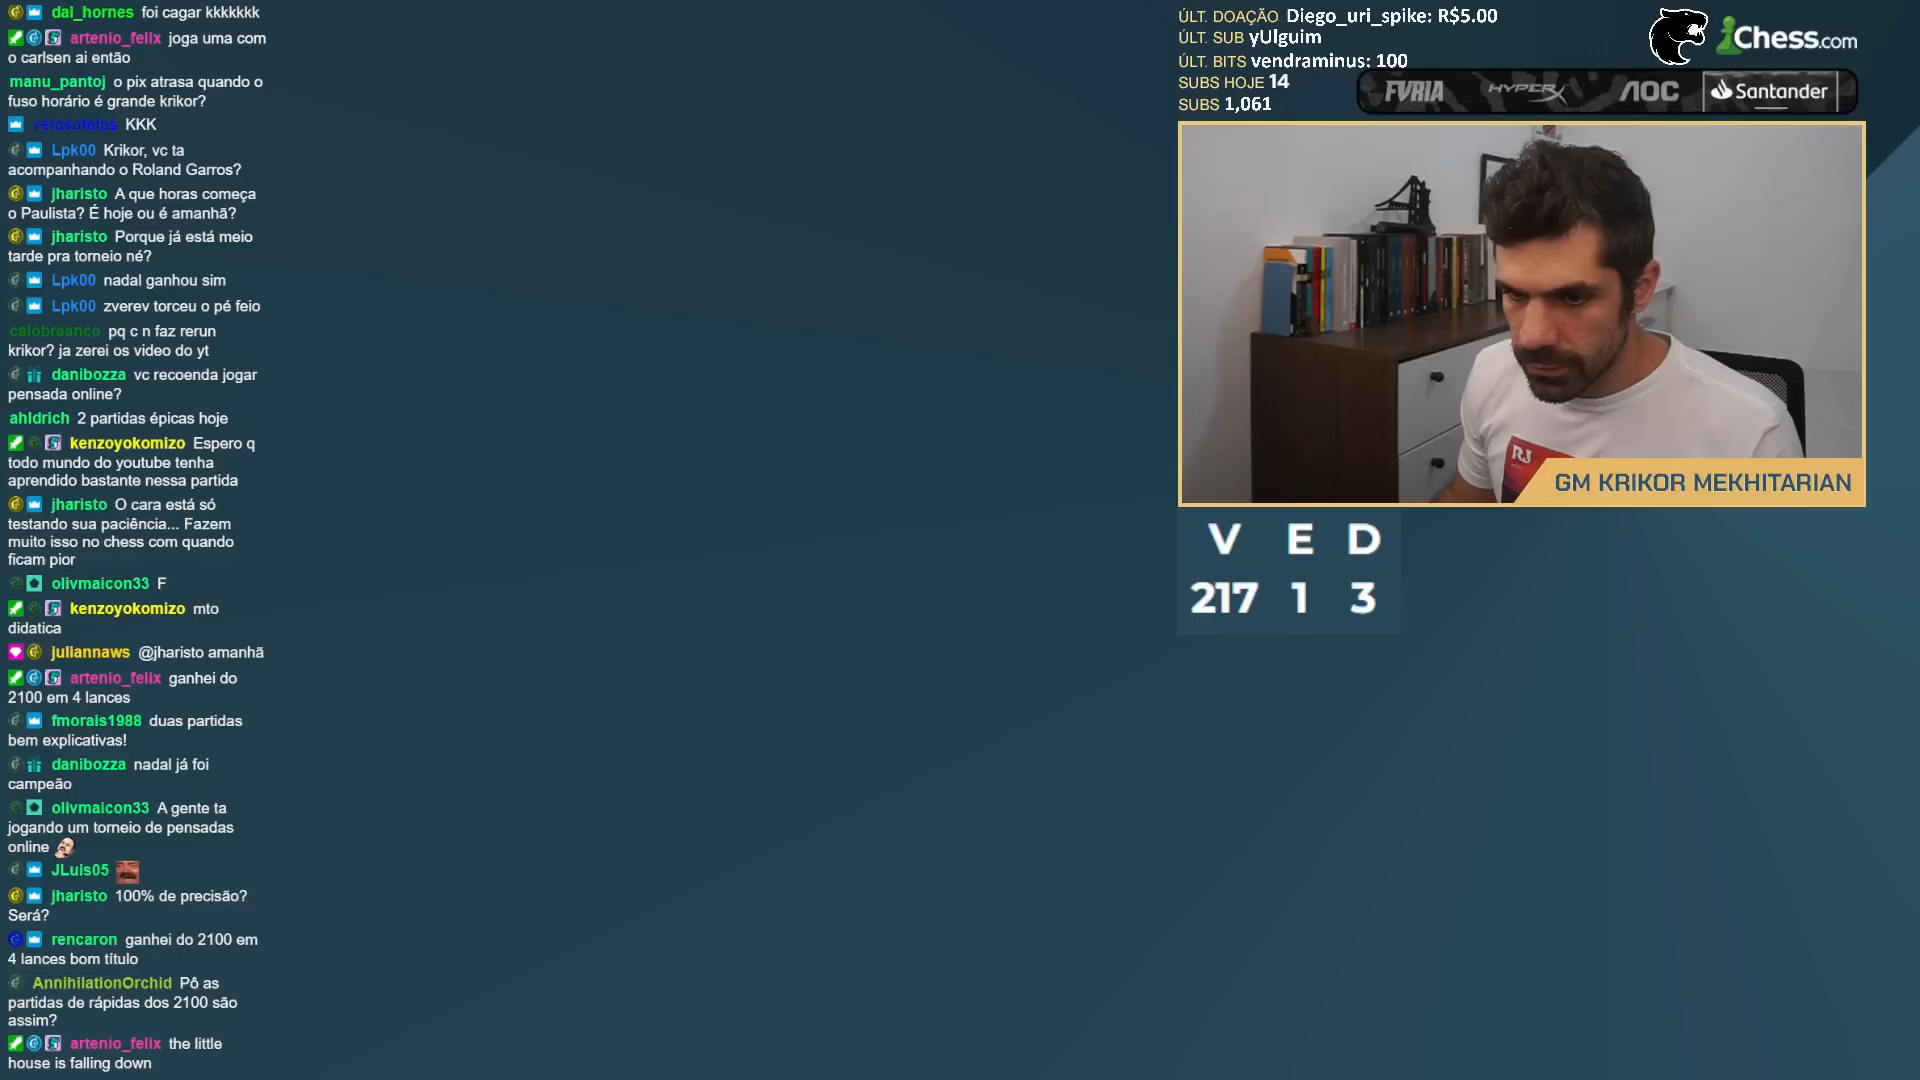 dai_hornes foi cagar kkkkkkk
artenio_felix joga uma com
o carlsen ai então
manu_pantoj o pix atrasa quando o
fuso horário é grande krikor?
velosofelps KKK
Lpk00 Krikor, vc ta
acompanhando o Roland Garros?
jharisto A que horas começa
o Paulista? É hoje ou é amanhã?
jharisto Porque já está meio
tarde pra torneio né?
Lpk00 nadal ganhou sim
Lpk00 zverev torceu o pé feio
calobraanco pq c n faz rerun
krikor? ja zerei os video do yt
danibozza vc recoenda jogar
pensada online?
ahldrich 2 partidas épicas hoje
kenzoyokomizo Espero q
todo mundo do youtube tenha
aprendido bastante nessa partida
jharisto O cara está só
testando sua paciência... Fazem
muito isso no chess com quando
ficam pior
olivmaicon33 F
kenzoyokomizo mto
didatica
juliannaws @jharisto amanhã
artenio_felix ganhei do
2100 em 4 lances
fmorais1988 duas partidas
bem explicativas!
danibozza nadal já foi
campeão
olivmaicon33 A gente ta
jogando um torneio de pensadas
online
JLuis05
jharisto 100% de precisão?
Será?
rencaron ganhei do 2100 em
4 lances bom título
AnnihilationOrchid Pô as
partidas de rápidas dos 2100 são
assim?
artenio_felix the little
house is falling down
ÚLT. DOAÇÃO Diego_uri_spike: R$5.00
ÚLT. SUB yUlguim
ÚLT. BITS vendraminus: 100
SUBS HOJE 14
SUBS 1,061
Chess.com
FVRIA HYPERX AOC Santander
RJ
GM KRIKOR MEKHITARIAN
V E D
217 1 3